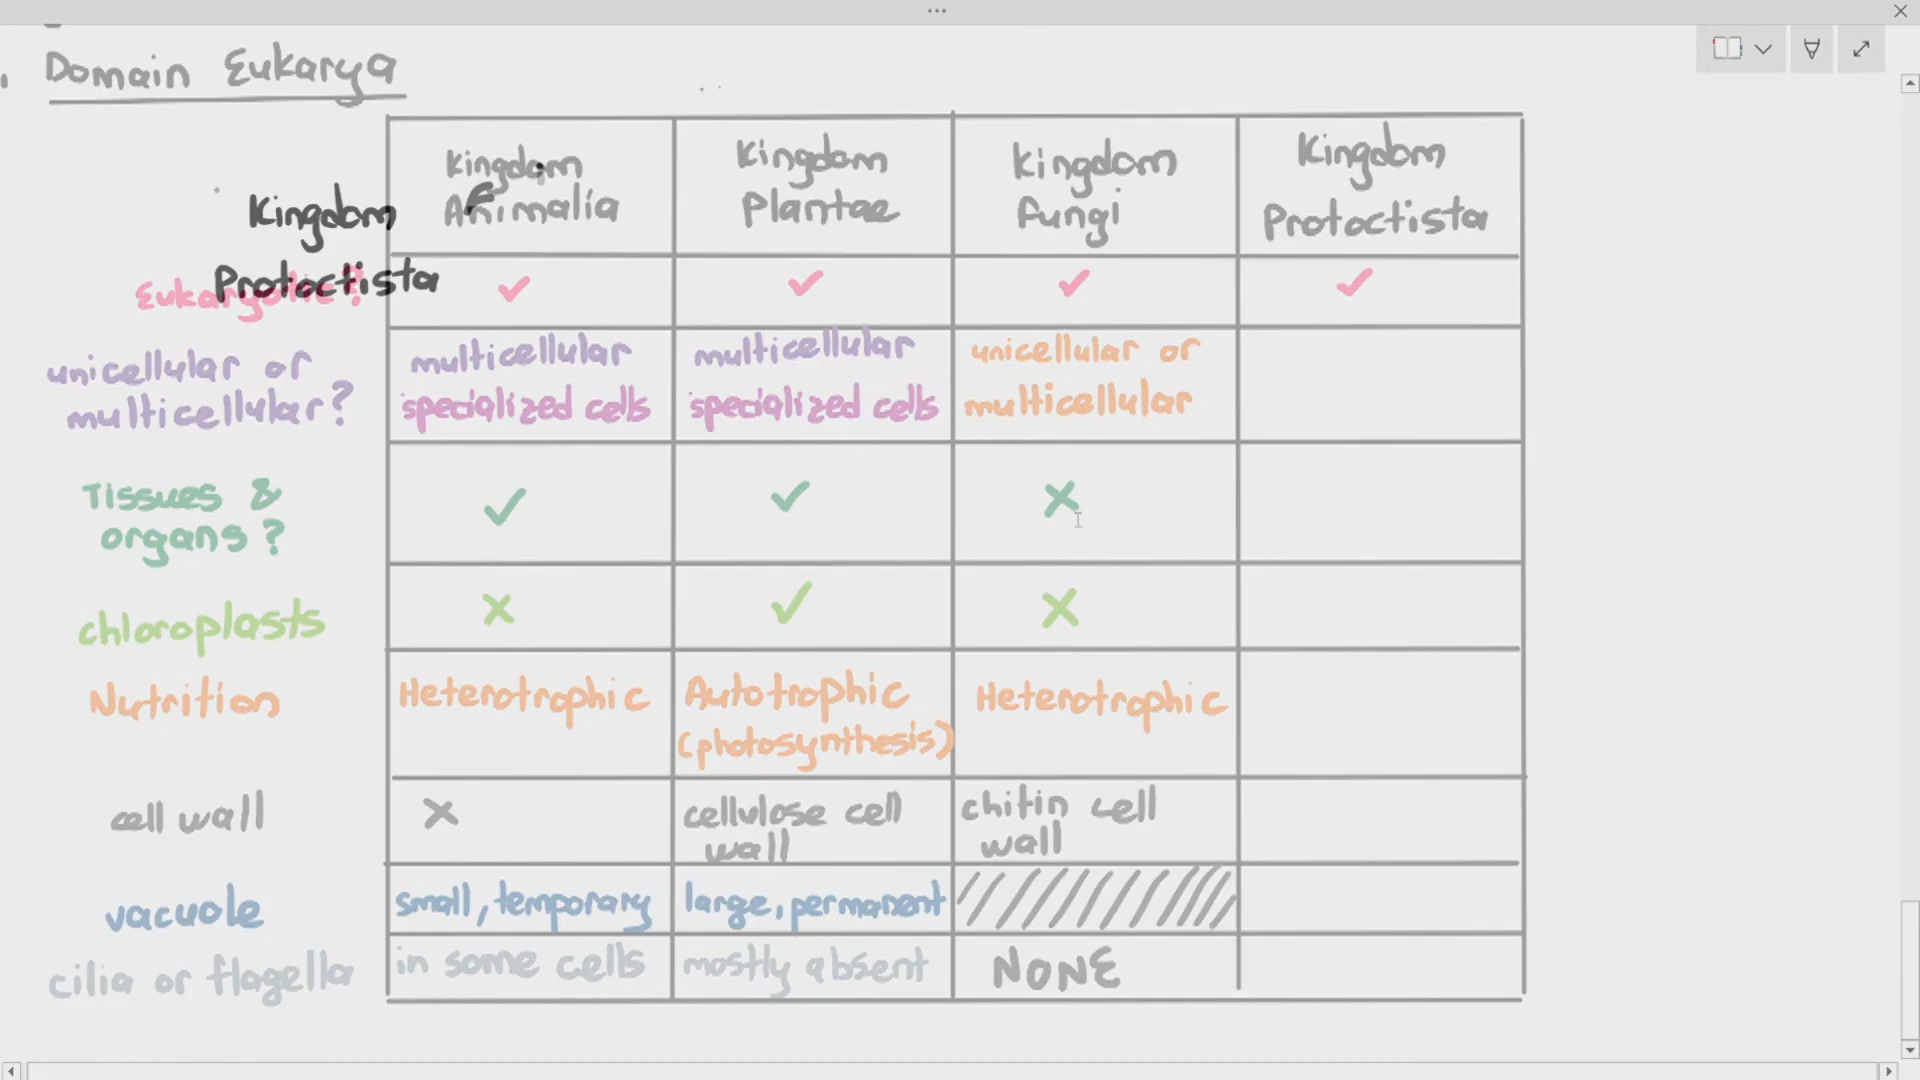 Domain Eukarya
Kingdom Animalia
Kingdom Plantae
Kingdom Fungi
Kingdom Protoctista
Kingdom
Protoctista
Eukaryotic? ✓ ✓ ✓ ✓
unicellular or
multicellular?
multicellular
specialized cells
multicellular
specialized cells
unicellular or
multicellular
Tissues &
organs? ✓ ✓ ✗
chloroplasts ✗ ✓ ✗
Nutrition
Heterotrophic
Autotrophic
(photosynthesis)
Heterotrophic
cell wall ✗
cellulose cell
wall
chitin cell
wall
vacuole
small, temporary
large, permanent
cilia or flagella
in some cells
mostly absent
NONE